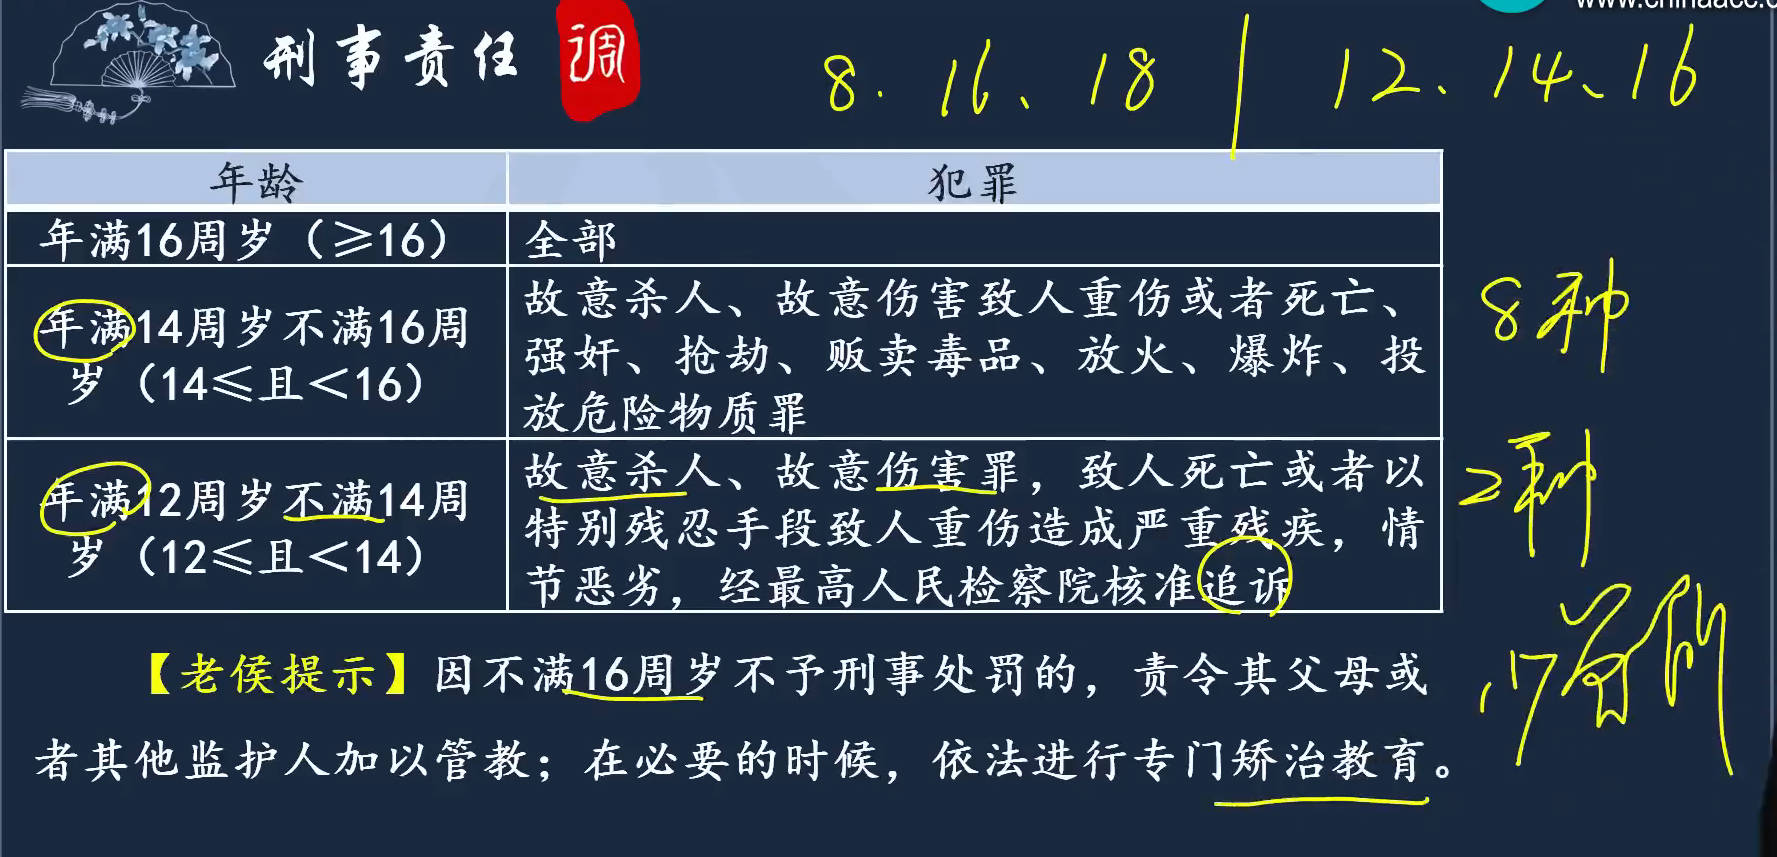 www.chinaacc.c
刑事责任 调
8. 16、18 | 12、14、16
年龄 犯罪
年满16周岁（≥16） 全部
年满14周岁不满16周
岁（14≤且＜16）
故意杀人、故意伤害致人重伤或者死亡、
强奸、抢劫、贩卖毒品、放火、爆炸、投
放危险物质罪
8种
年满12周岁不满14周
岁（12≤且＜14）
故意杀人、故意伤害罪，致人死亡或者以
特别残忍手段致人重伤造成严重残疾，情
节恶劣，经最高人民检察院核准追诉
2种
【老侯提示】因不满16周岁不予刑事处罚的，责令其父母或
者其他监护人加以管教；在必要的时候，依法进行专门矫治教育。